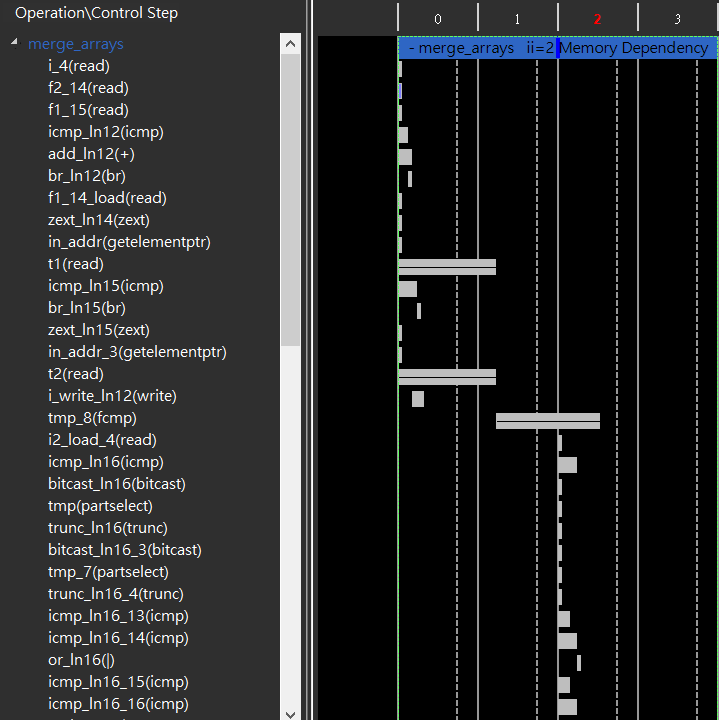 Operation\Control Step
0 1 2 3
merge_arrays
- merge_arrays ii=2 Memory Dependency
i_4(read)
f2_14(read)
f1_15(read)
icmp_ln12(icmp)
add_ln12(+)
br_ln12(br)
f1_14_load(read)
zext_ln14(zext)
in_addr(getelementptr)
t1(read)
icmp_ln15(icmp)
br_ln15(br)
zext_ln15(zext)
in_addr_3(getelementptr)
t2(read)
i_write_ln12(write)
tmp_8(fcmp)
i2_load_4(read)
icmp_ln16(icmp)
bitcast_ln16(bitcast)
tmp(partselect)
trunc_ln16(trunc)
bitcast_ln16_3(bitcast)
tmp_7(partselect)
trunc_ln16_4(trunc)
icmp_ln16_13(icmp)
icmp_ln16_14(icmp)
or_ln16(|)
icmp_ln16_15(icmp)
icmp_ln16_16(icmp)